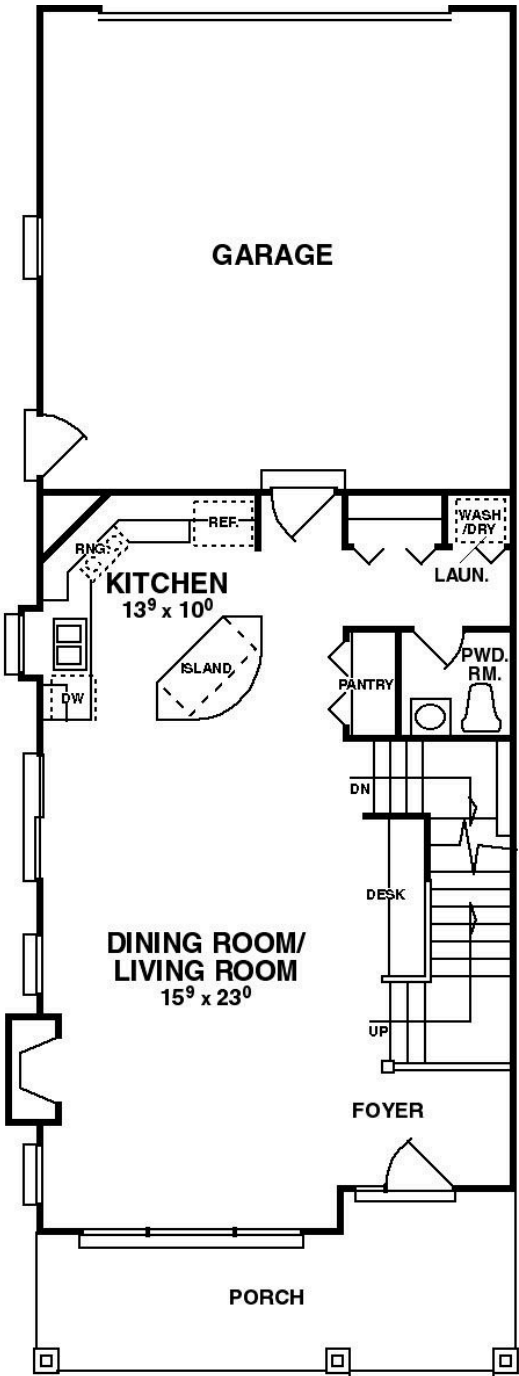 GARAGE
REF.
WASH
/DRY
RNG.
LAUN.
KITCHEN
13⁹ x 10⁰
ISLAND
PWD.
RM.
PANTRY
DW
DN
DESK
DINING ROOM/
LIVING ROOM
15⁹ x 23⁰
UP
FOYER
PORCH